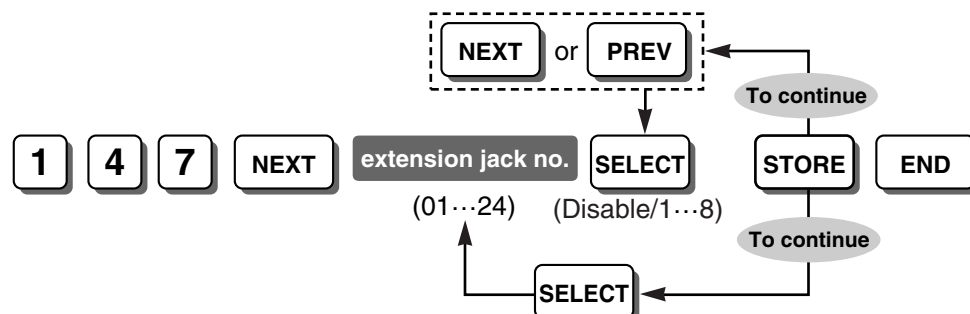 NEXT or PREV
To continue
1 4 7 NEXT extension jack no. SELECT STORE END
(01···24) (Disable/1···8)
To continue
SELECT